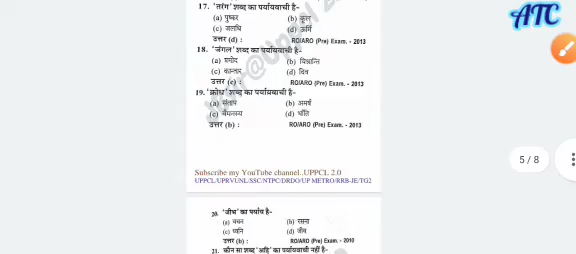 17. 'तरंग' शब्द का पर्यायवाची है-
(a) पुष्कर (b) कूल
(c) जलधि (d) ऊर्मि
उत्तर (d) : RO/ARO (Pre) Exam. - 2013
18. 'जंगल' शब्द का पर्यायवाची है-
(a) प्रमोद (b) विश्रान्ति
(c) कान्तार (d) दिव
उत्तर (c) : RO/ARO (Pre) Exam. - 2013
19. 'क्रोध' शब्द का पर्यायवाची है-
(a) संताप (b) अमर्ष
(c) वैमनस्य (d) भाँति
उत्तर (b) : RO/ARO (Pre) Exam. - 2013
Subscribe my YouTube channel..UPPCL 2.0
UPPCL/UPRVUNL/SSC/NTPC/DRDO/UP METRO/RRB-JE/TG2
20. 'जीभ' का पर्याय है-
(a) वचन (b) रसना
(c) ध्वनि (d) जीव
उत्तर (b) : RO/ARO (Pre) Exam. - 2010
21. कौन सा शब्द 'अहि' का पर्यायवाची नहीं है-
ATC
5 / 8